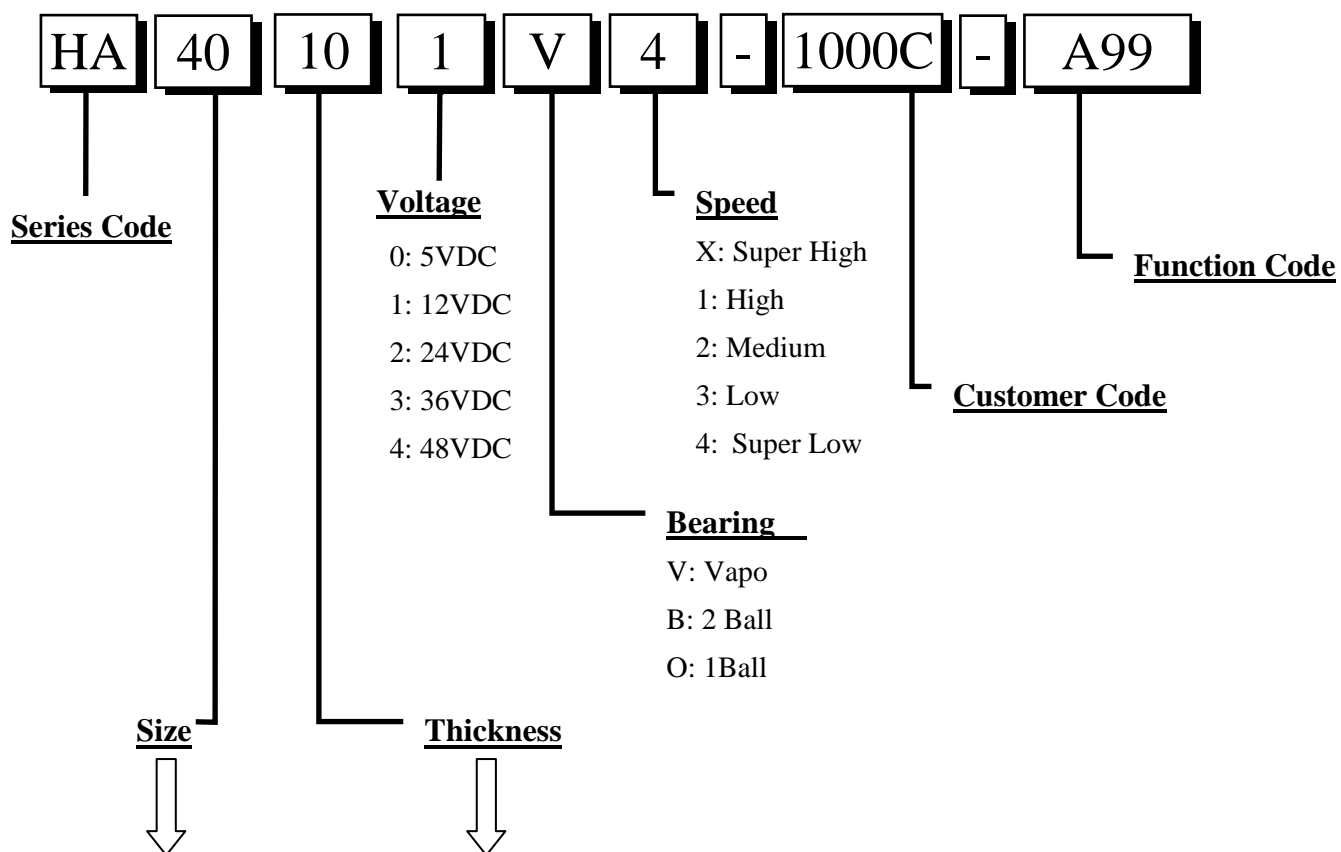 HA 40 10 1 V 4 - 1000C - A99
Series Code
Voltage
0: 5VDC
1: 12VDC
2: 24VDC
3: 36VDC
4: 48VDC
Speed
X: Super High
1: High
2: Medium
3: Low
4: Super Low
Function Code
Customer Code
Bearing
V: Vapo
B: 2 Ball
O: 1Ball
Size
Thickness